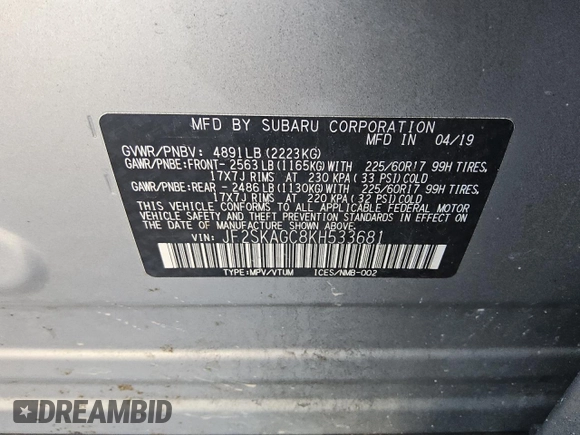 MFD BY SUBARU CORPORATION
MFD IN 04/19
GVWR/PNBV: 4891LB (2223KG)
GAWR/PNBE:FRONT- 2563 LB (1165KG) WITH 225/60R17 99H TIRES,
17X7J RIMS AT 230 KPA ( 33 PSI) COLD
GAWR/PNBE:REAR - 2486 LB (1130KG) WITH 225/60R17 99H TIRES,
17X7J RIMS AT 220 KPA ( 32 PSI) COLD
THIS VEHICLE CONFORMS TO ALL APPLICABLE FEDERAL MOTOR
VEHICLE SAFETY AND THEFT PREVENTION STANDARDS IN EFFECT
ON THE DATE OF MANUFACTURE SHOWN ABOVE.
VIN: JF2SKAGC8KH533681
TYPE:MPV/VTUM ICES/NMB-002
DREAMBID